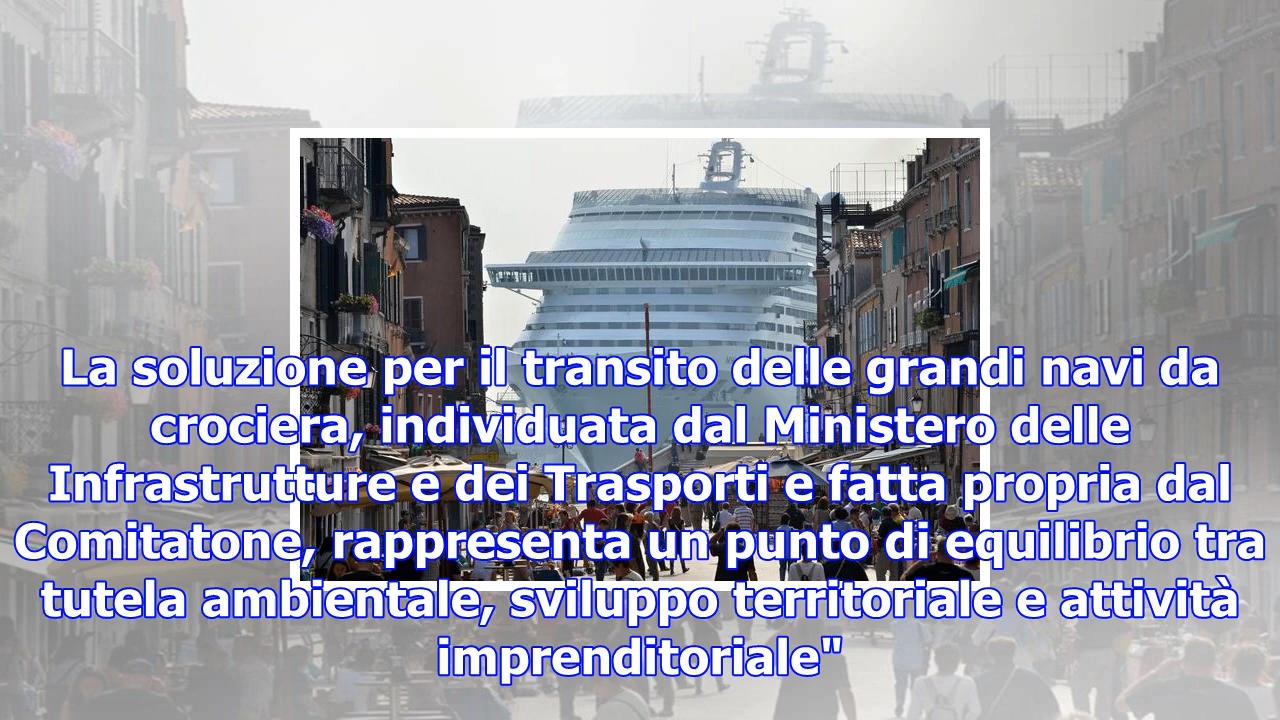 La soluzione per il transito delle grandi navi da
crociera, individuata dal Ministero delle
Infrastrutture e dei Trasporti e fatta propria dal
Comitatone, rappresenta un punto di equilibrio tra
tutela ambientale, sviluppo territoriale e attività
imprenditoriale"